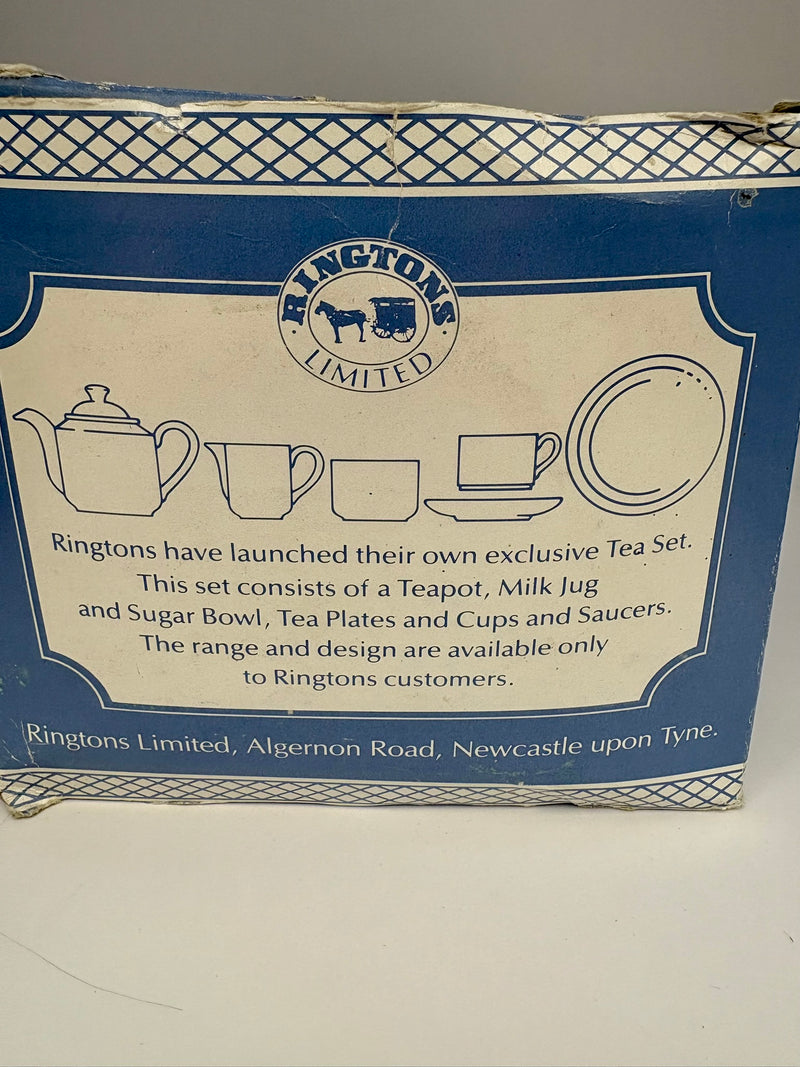 RINGTONS
LIMITED
Ringtons have launched their own exclusive Tea Set.
This set consists of a Teapot, Milk Jug
and Sugar Bowl, Tea Plates and Cups and Saucers.
The range and design are available only
to Ringtons customers.
Ringtons Limited, Algernon Road, Newcastle upon Tyne.